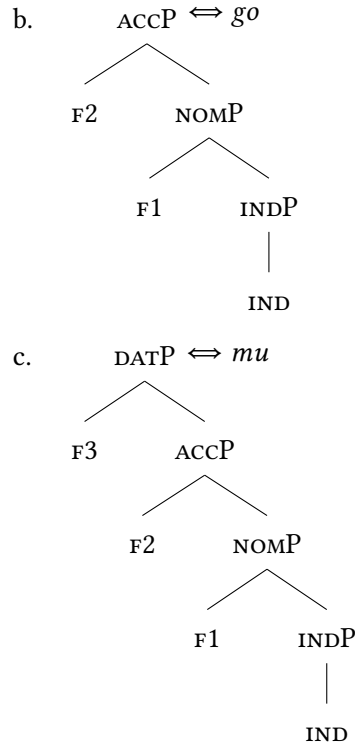 b. ACCP ⇔ go
F2 NOMP
F1 INDP
IND
c. DATP ⇔ mu
F3 ACCP
F2 NOMP
F1 INDP
IND